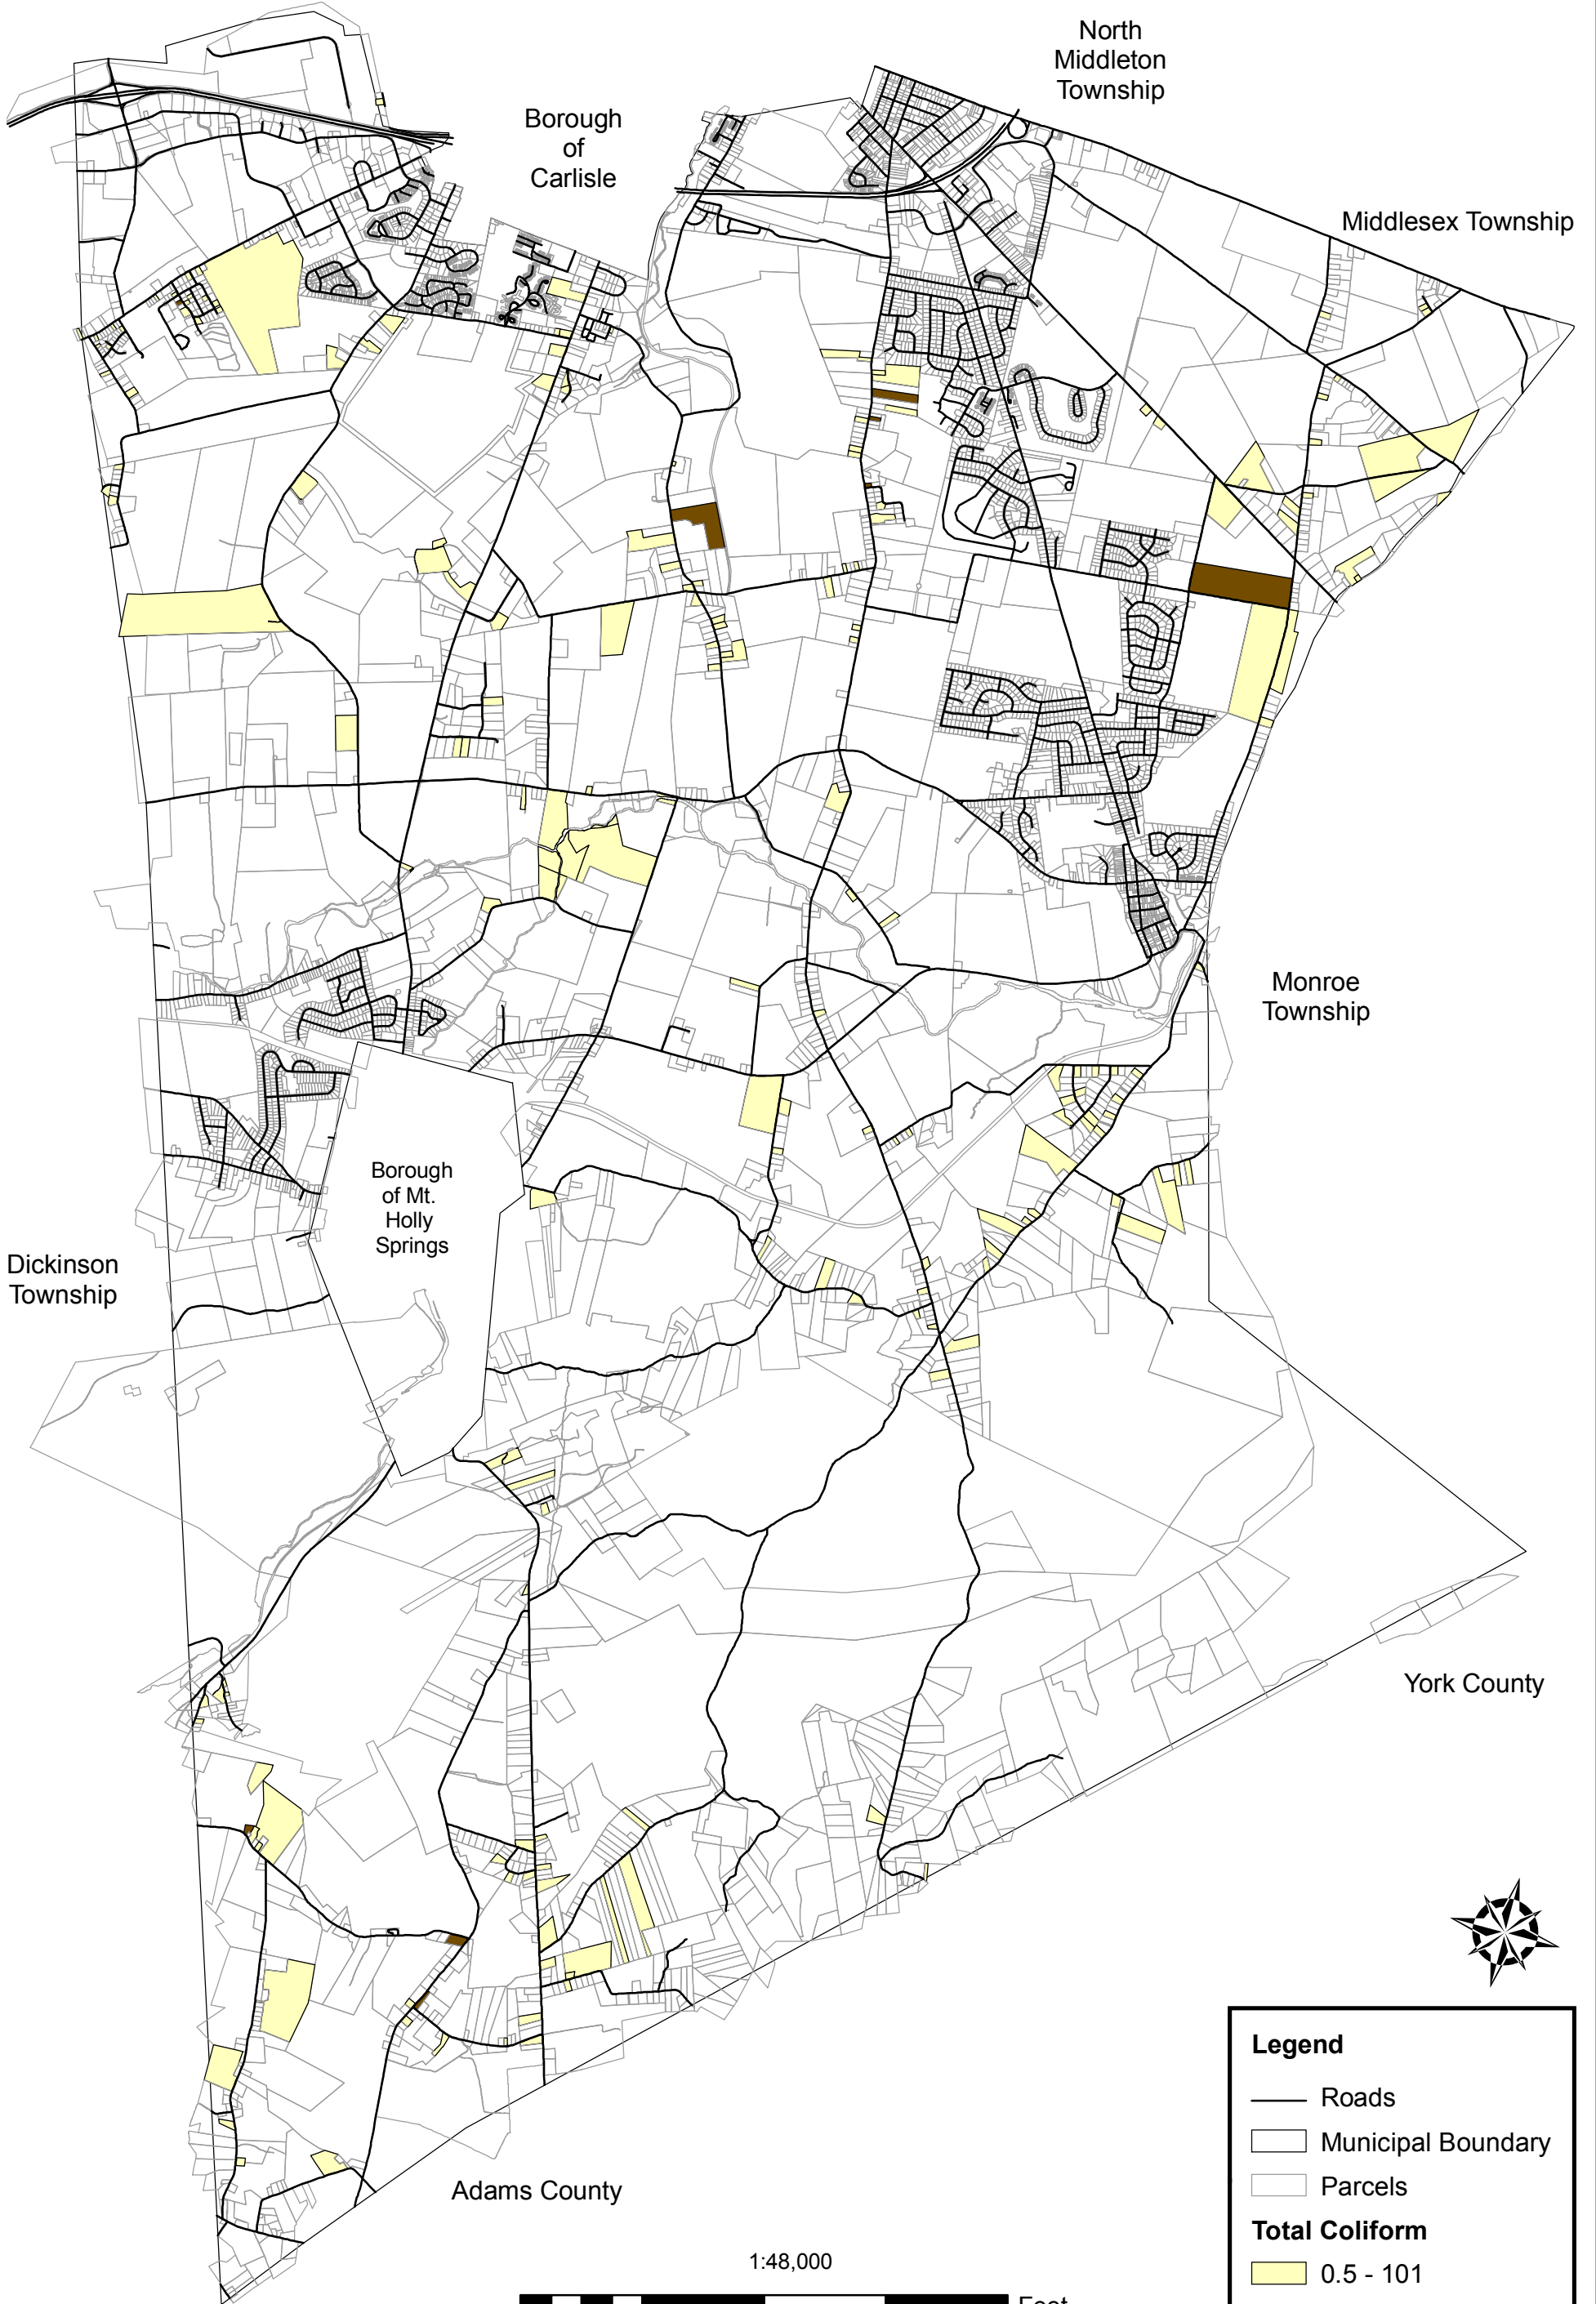 North
Middleton
Township
Borough
of
Carlisle
Middlesex Township
Monroe
Township
Borough
of Mt.
Holly
Springs
Dickinson
Township
York County
Adams County
1:48,000
Feet
Legend
Roads
Municipal Boundary
Parcels
Total Coliform
0.5 - 101